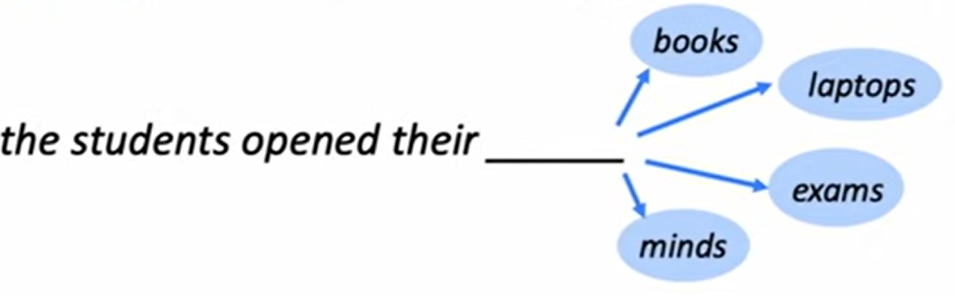 the students opened their ______
books
laptops
exams
minds